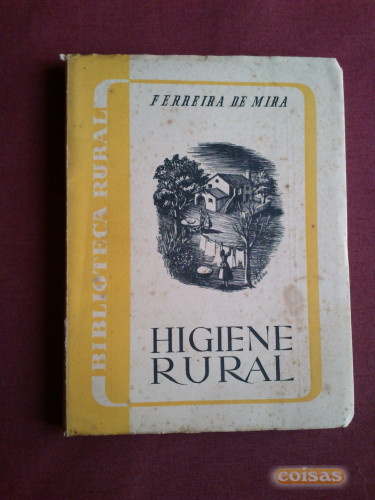 FERREIRA DE MIRA
BIBLIOTECA RURAL
HIGIENE
RURAL
coisas